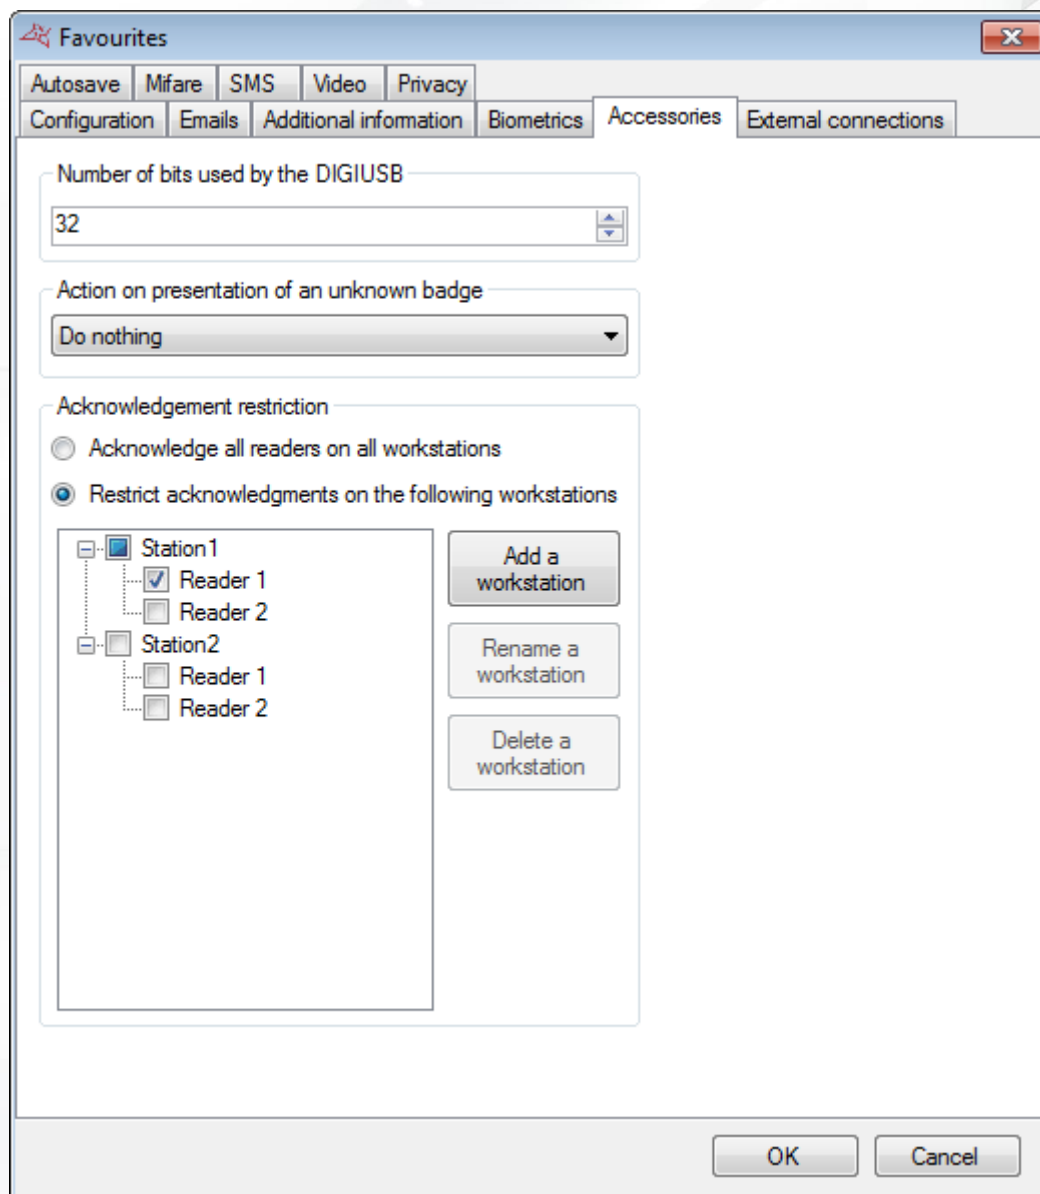 Favourites
Autosave Mifare SMS Video Privacy
Configuration Emails Additional information Biometrics Accessories External connections
Number of bits used by the DIGIUSB
32
Action on presentation of an unknown badge
Do nothing
Acknowledgement restriction
Acknowledge all readers on all workstations
Restrict acknowledgments on the following workstations
Station1
Reader 1
Reader 2
Station2
Reader 1
Reader 2
Add a
workstation
Rename a
workstation
Delete a
workstation
OK Cancel